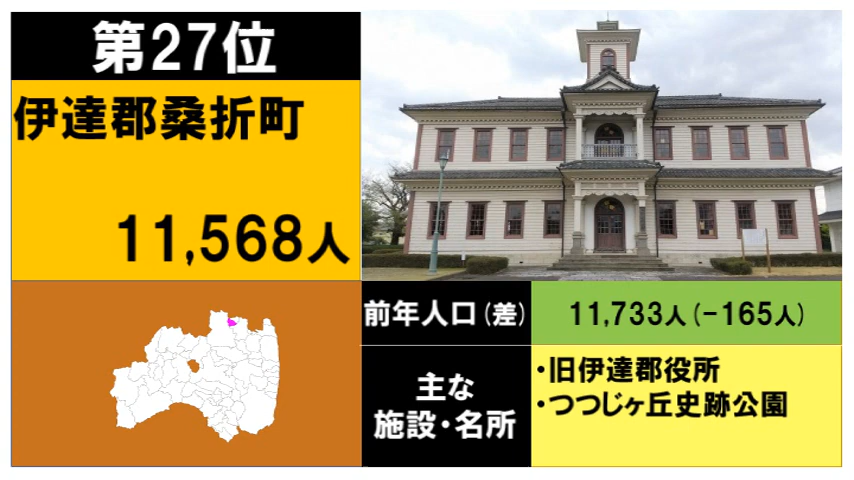 第27位
伊達郡桑折町
11,568人
前年人口(差)
11,733人(-165人)
主な
施設・名所
・旧伊達郡役所
・つつじヶ丘史跡公園